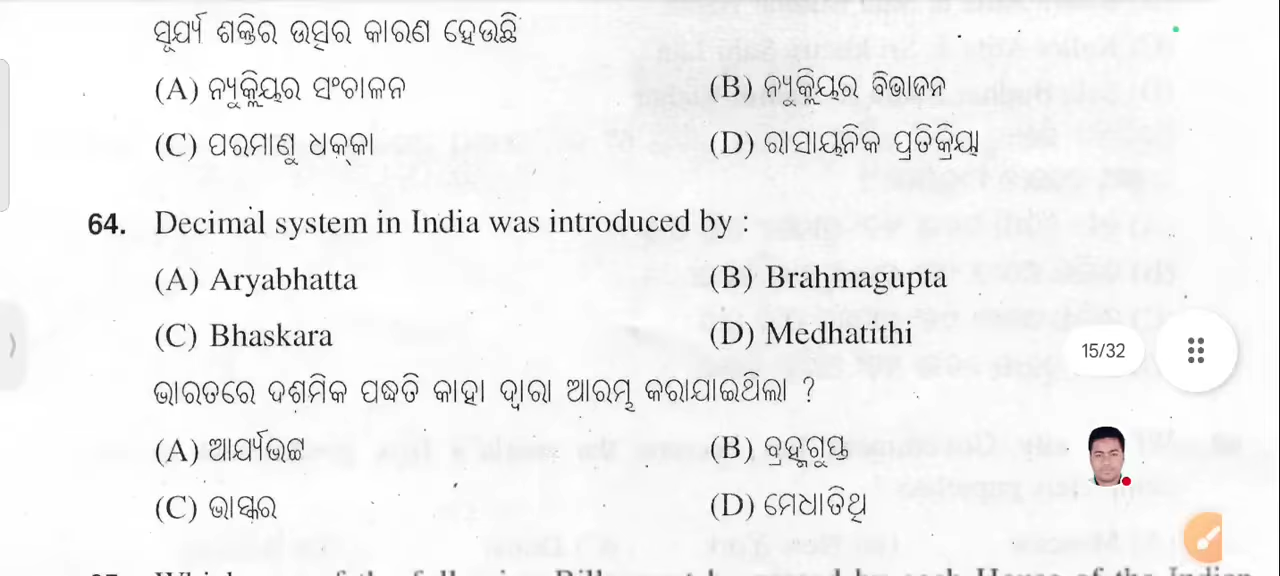 ସୂର୍ଯ୍ୟ ଶକ୍ତିର ଉତ୍ସର କାରଣ ହେଉଛି
(A) ନ୍ୟୁକ୍ଲିୟର ସଂଚାଳନ (B) ନ୍ୟୁକ୍ଲିୟର ବିଭାଜନ
(C) ପରମାଣୁ ଧକ୍‌କା (D) ରାସାୟନିକ ପ୍ରତିକ୍ରିୟା
64. Decimal system in India was introduced by :
(A) Aryabhatta (B) Brahmagupta
(C) Bhaskara (D) Medhatithi
15/32
ଭାରତରେ ଦଶମିକ ପଦ୍ଧତି କାହା ଦ୍ୱାରା ଆରମ୍ଭ କରାଯାଇଥିଲା ?
(A) ଆର୍ଯ୍ୟଭଟ୍ଟ (B) ବ୍ରହ୍ମଗୁପ୍ତ
(C) ଭାସ୍କର (D) ମେଧାତିଥି